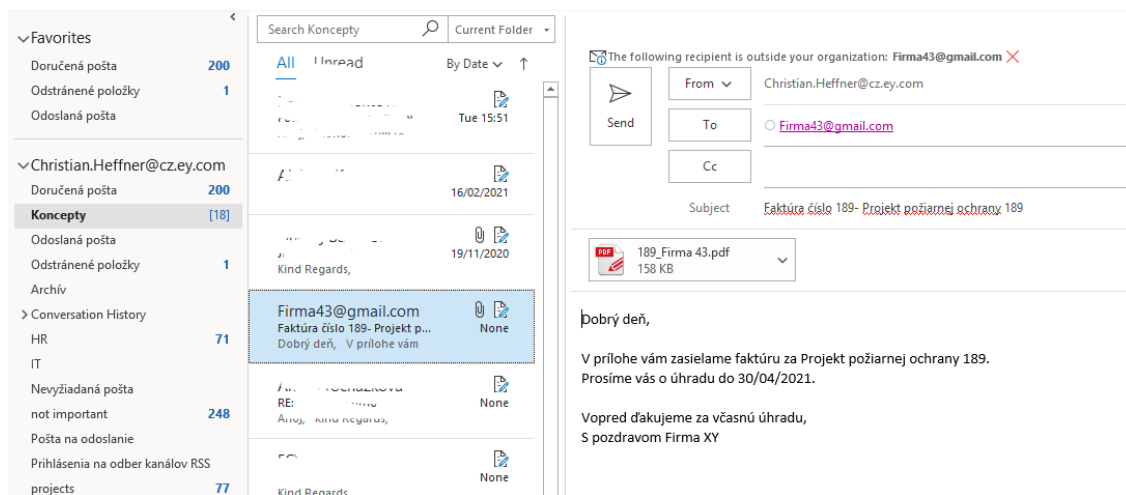 Favorites
Doručená pošta 200
Odstránené položky 1
Odoslaná pošta
Christian.Heffner@cz.ey.com
Doručená pošta 200
Koncepty [18]
Odoslaná pošta
Odstránené položky 1
Archív
Conversation History
HR 71
IT
Nevyžiadaná pošta
not important 248
Pošta na odoslanie
Prihlásenia na odber kanálov RSS
projects 77
Search Koncepty Current Folder
All Unread By Date
Tue 15:51
16/02/2021
19/11/2020
Kind Regards,
Firma43@gmail.com
Faktúra číslo 189- Projekt p... None
Dobrý deň, V prílohe vám
RE: None
Ahoj, Kind Regards,
None
Kind Regards
The following recipient is outside your organization: Firma43@gmail.com
Send
From Christian.Heffner@cz.ey.com
To Firma43@gmail.com
Cc
Subject Faktúra číslo 189- Projekt požiarnej ochrany 189
PDF
189_Firma 43.pdf
158 KB
Dobrý deň,
V prílohe vám zasielame faktúru za Projekt požiarnej ochrany 189.
Prosíme vás o úhradu do 30/04/2021.
Vopred ďakujeme za včasnú úhradu,
S pozdravom Firma XY